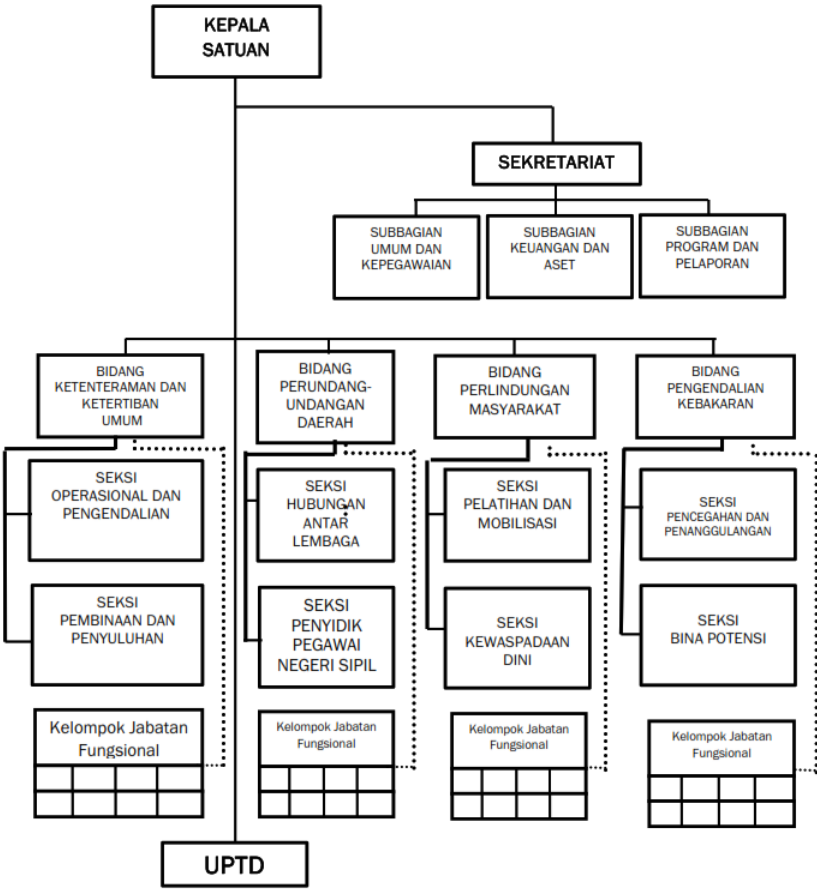 KEPALA
SATUAN
SEKRETARIAT
SUBBAGIAN
UMUM DAN
KEPEGAWAIAN
SUBBAGIAN
KEUANGAN DAN
ASET
SUBBAGIAN
PROGRAM DAN
PELAPORAN
BIDANG
KETENTERAMAN DAN
KETERTIBAN
UMUM
BIDANG
PERUNDANG-
UNDANGAN
DAERAH
BIDANG
PERLINDUNGAN
MASYARAKAT
BIDANG
PENGENDALIAN
KEBAKARAN
SEKSI
OPERASIONAL DAN
PENGENDALIAN
SEKSI
HUBUNGAN
ANTAR
LEMBAGA
SEKSI
PELATIHAN DAN
MOBILISASI
SEKSI
PENCEGAHAN DAN
PENANGGULANGAN
SEKSI
PEMBINAAN DAN
PENYULUHAN
SEKSI
PENYIDIK
PEGAWAI
NEGERI SIPIL
SEKSI
KEWASPADAAN
DINI
SEKSI
BINA POTENSI
Kelompok Jabatan
Fungsional
Kelompok Jabatan
Fungsional
Kelompok Jabatan
Fungsional
Kelompok Jabatan
Fungsional
UPTD